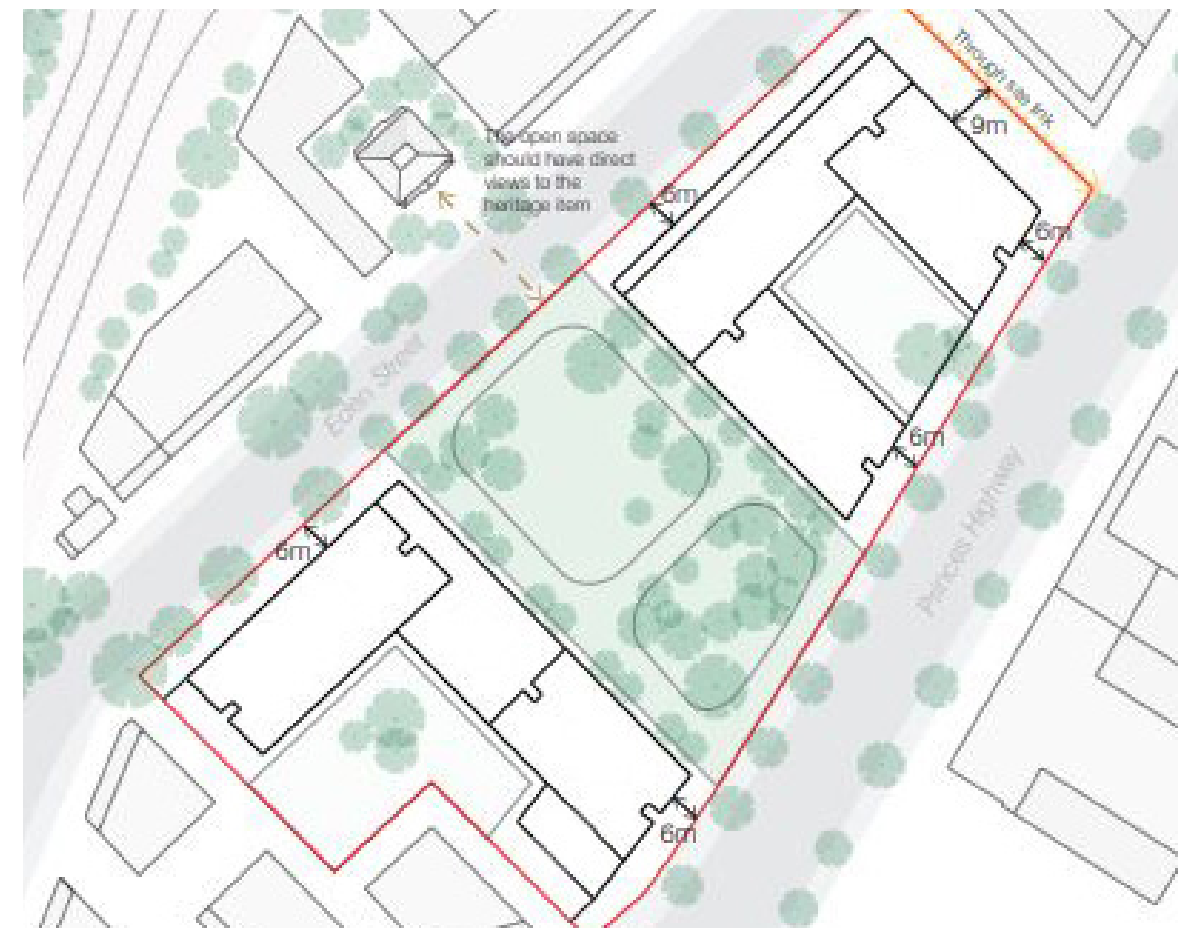 Through site link
9m
The open space
should have direct
views to the
heritage item
6m
6m
Eden Street
6m
Princes Highway
6m
6m